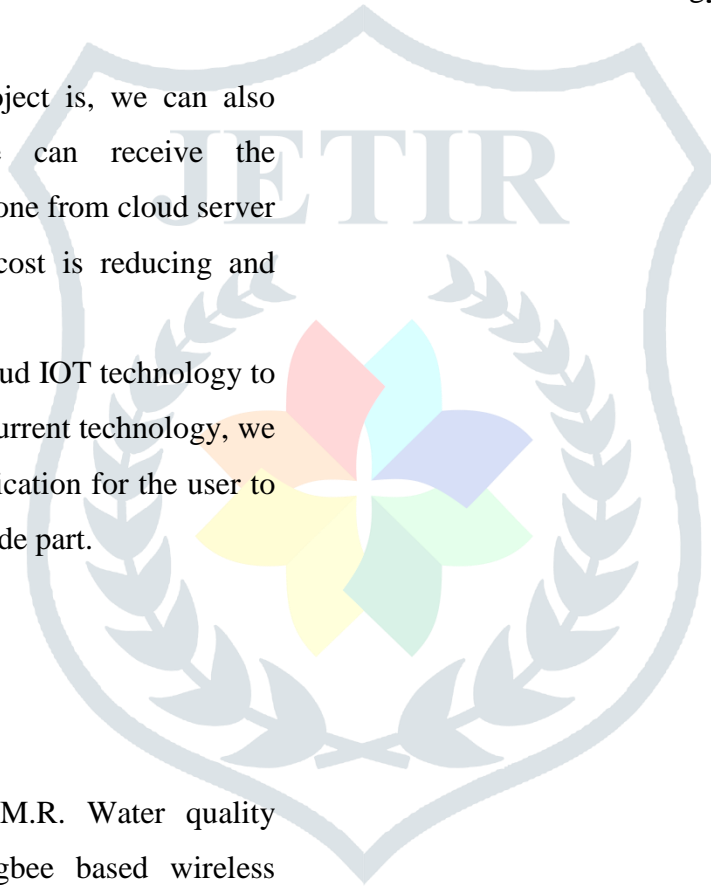 JETIR
oject is, we can also
can receive the
one from cloud server
cost is reducing and
ud IOT technology to
urrent technology, we
ication for the user to
de part.
M.R. Water quality
gbee based wireless